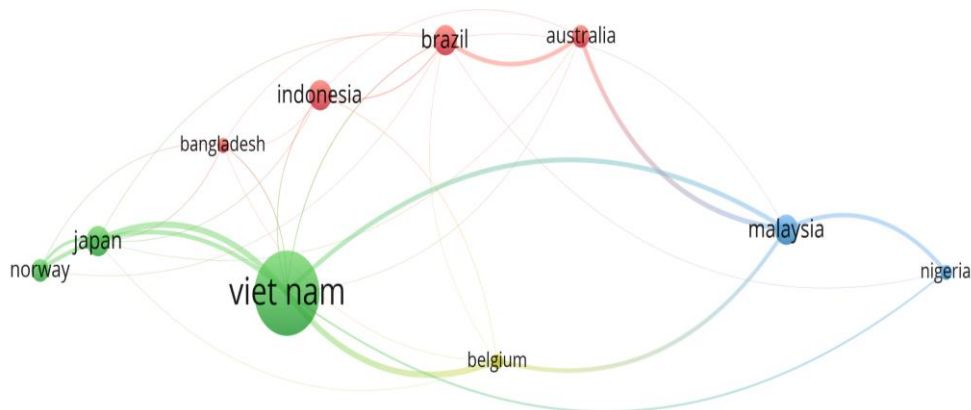 brazil
australia
indonesia
bangladesh
malaysia
japan
norway
nigeria
viet nam
belgium